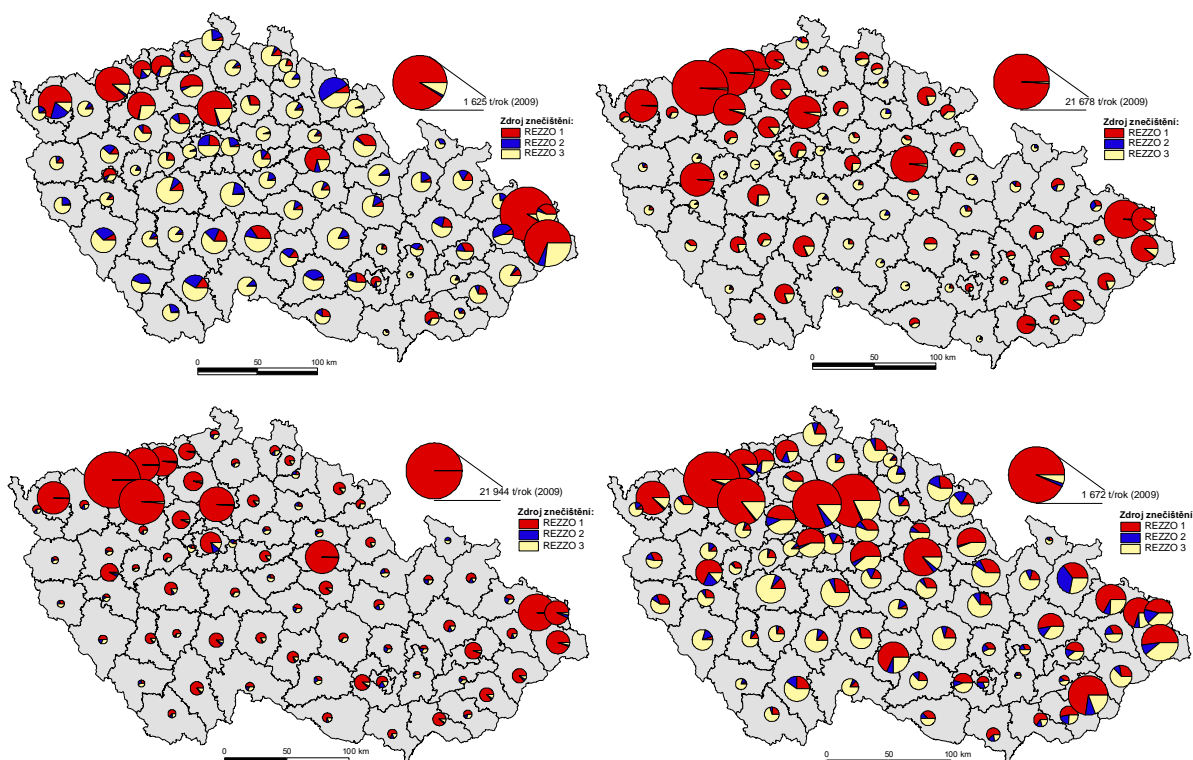 1 625 t/rok (2009)
Zdroj znečištění:
REZZO 1
REZZO 2
REZZO 3
0 50 100 km
21 678 t/rok (2009)
Zdroj znečištění:
REZZO 1
REZZO 2
REZZO 3
0 50 100 km
21 944 t/rok (2009)
Zdroj znečištění:
REZZO 1
REZZO 2
REZZO 3
0 50 100 km
1 672 t/rok (2009)
Zdroj znečištění
REZZO 1
REZZO 2
REZZO 3
0 50 100 km